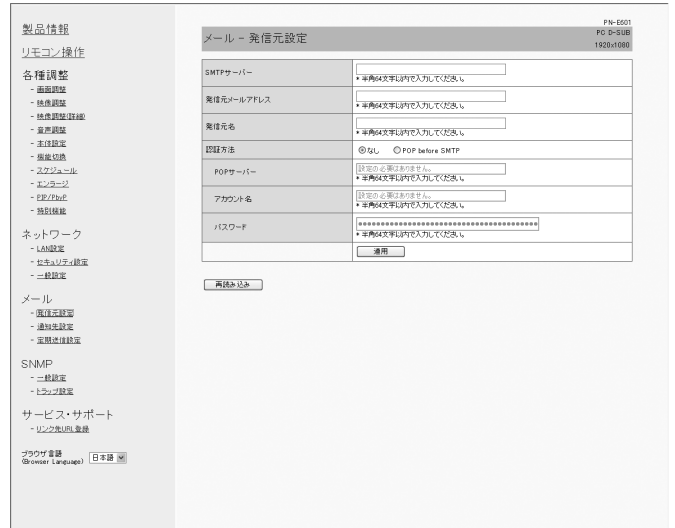 製品情報
リモコン操作
各種調整
- 画面調整
- 映像調整
- 映像調整(詳細)
- 音声調整
- 本体設定
- 機能切換
- スケジュール
- エンラージ
- PIP/PbyP
- 特別機能
ネットワーク
- LAN設定
- セキュリティ設定
- 一般設定
メール
- 発信元設定
- 通知先設定
- 定期送信設定
SNMP
- 一般設定
- トラップ設定
サービス・サポート
- リンク先URL登録
ブラウザ言語
(Browser Language) 日本語
PN-E601
メール - 発信元設定 PC D-SUB
1920x1080
SMTPサーバー
* 半角64文字以内で入力してください。
発信元メールアドレス
* 半角64文字以内で入力してください。
発信元名
* 半角64文字以内で入力してください。
認証方法 なし POP before SMTP
POPサーバー 設定の必要はありません。
* 半角64文字以内で入力してください。
アカウント名 設定の必要はありません。
* 半角64文字以内で入力してください。
パスワード
* 半角64文字以内で入力してください。
適用
再読み込み